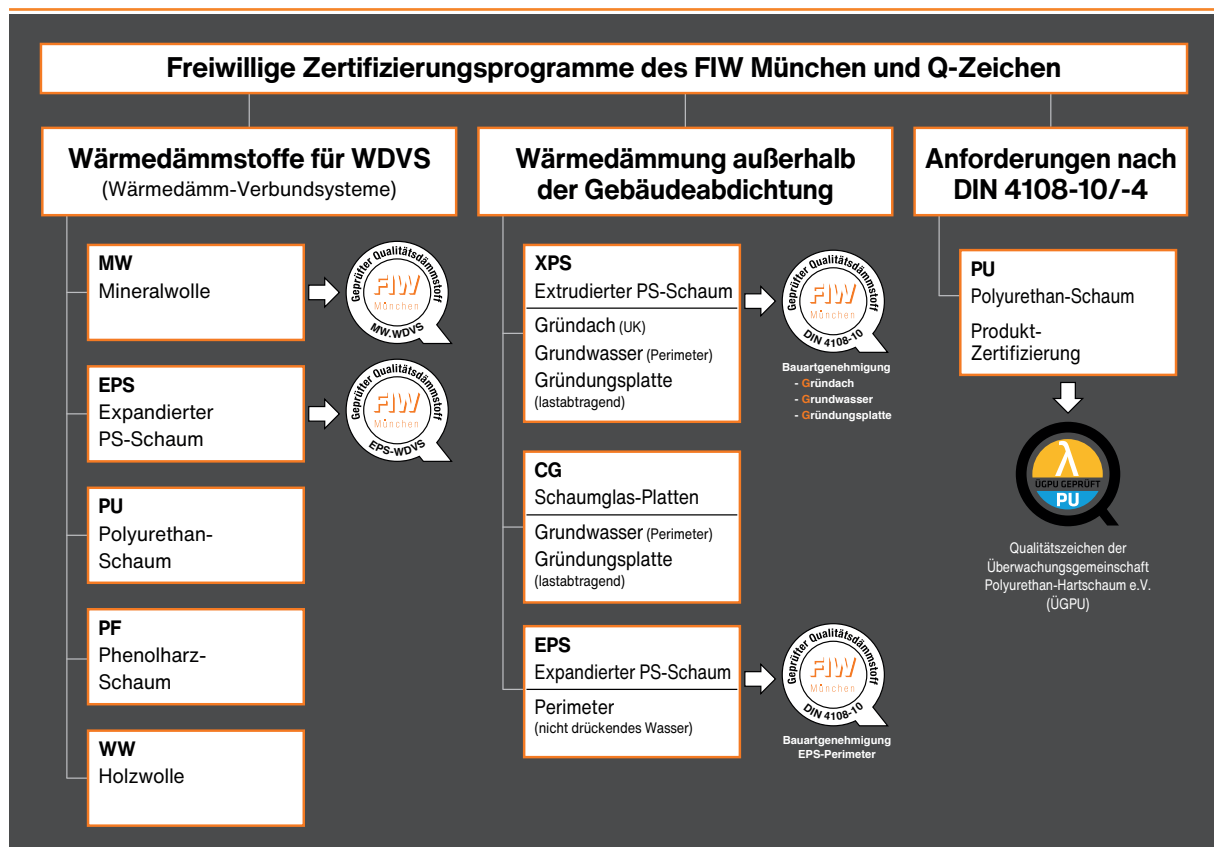 Freiwillige Zertifizierungsprogramme des FIW München und Q-Zeichen
Wärmedämmstoffe für WDVS
(Wärmedämm-Verbundsysteme)
MW
Mineralwolle
Geprüfter Qualitätsdämmstoff
FIW
München
MW.WDVS
EPS
Expandierter
PS-Schaum
Geprüfter Qualitätsdämmstoff
FIW
München
EPS-WDVS
PU
Polyurethan-
Schaum
PF
Phenolharz-
Schaum
WW
Holzwolle
Wärmedämmung außerhalb
der Gebäudeabdichtung
XPS
Extrudierter PS-Schaum
Gründach (UK)
Grundwasser (Perimeter)
Gründungsplatte
(lastabtragend)
Geprüfter Qualitätsdämmstoff
FIW
München
DIN 4108-10
Bauartgenehmigung
- Gründach
- Grundwasser
- Gründungsplatte
CG
Schaumglas-Platten
Grundwasser (Perimeter)
Gründungsplatte
(lastabtragend)
EPS
Expandierter PS-Schaum
Perimeter
(nicht drückendes Wasser)
Geprüfter Qualitätsdämmstoff
FIW
München
DIN 4108-10
Bauartgenehmigung
EPS-Perimeter
Anforderungen nach
DIN 4108-10/-4
PU
Polyurethan-Schaum
Produkt-
Zertifizierung
λ
ÜGPU GEPRÜFT
PU
Qualitätszeichen der
Überwachungsgemeinschaft
Polyurethan-Hartschaum e.V.
(ÜGPU)